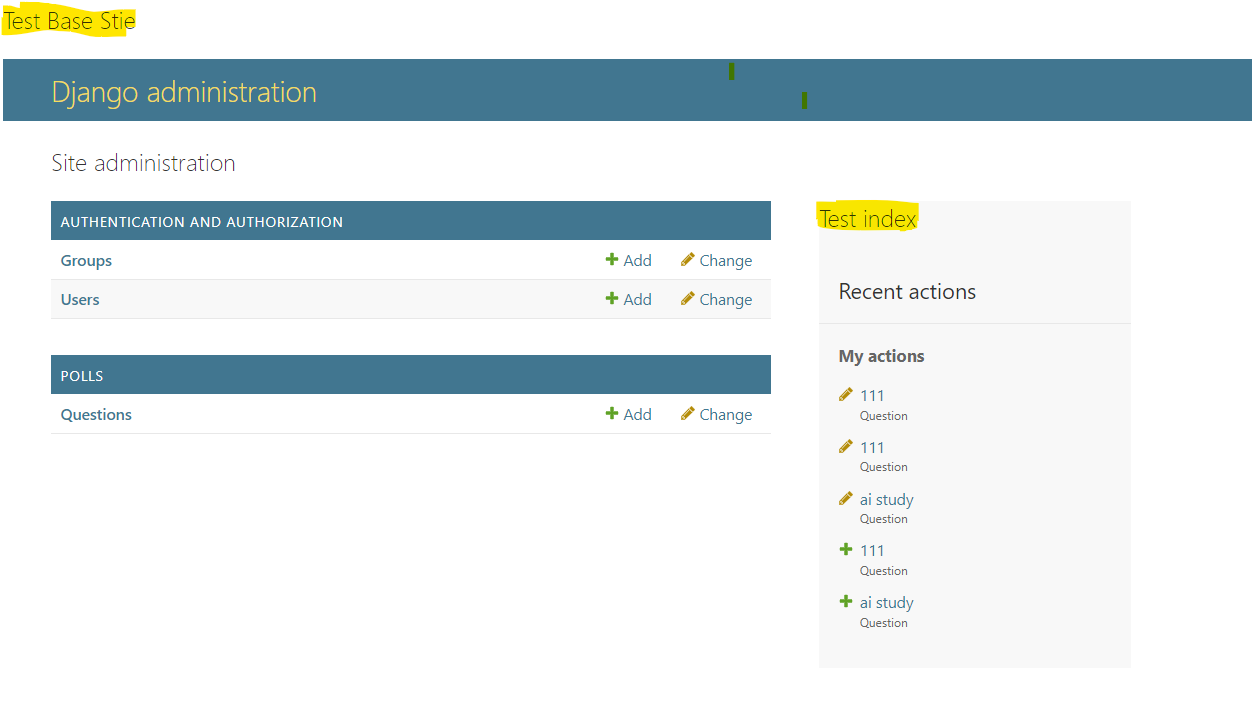 Test Base Stie
Django administration
Site administration
AUTHENTICATION AND AUTHORIZATION
Groups Add Change
Users Add Change
POLLS
Questions Add Change
Test index
Recent actions
My actions
111
Question
111
Question
ai study
Question
111
Question
ai study
Question